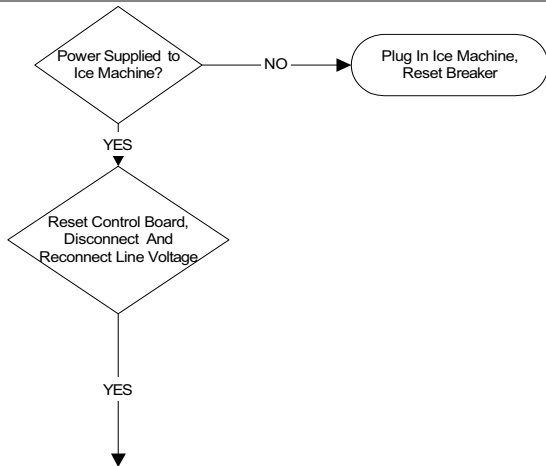 Power Supplied to
Ice Machine?
NO
Plug In Ice Machine,
Reset Breaker
YES
Reset Control Board,
Disconnect And
Reconnect Line Voltage
YES